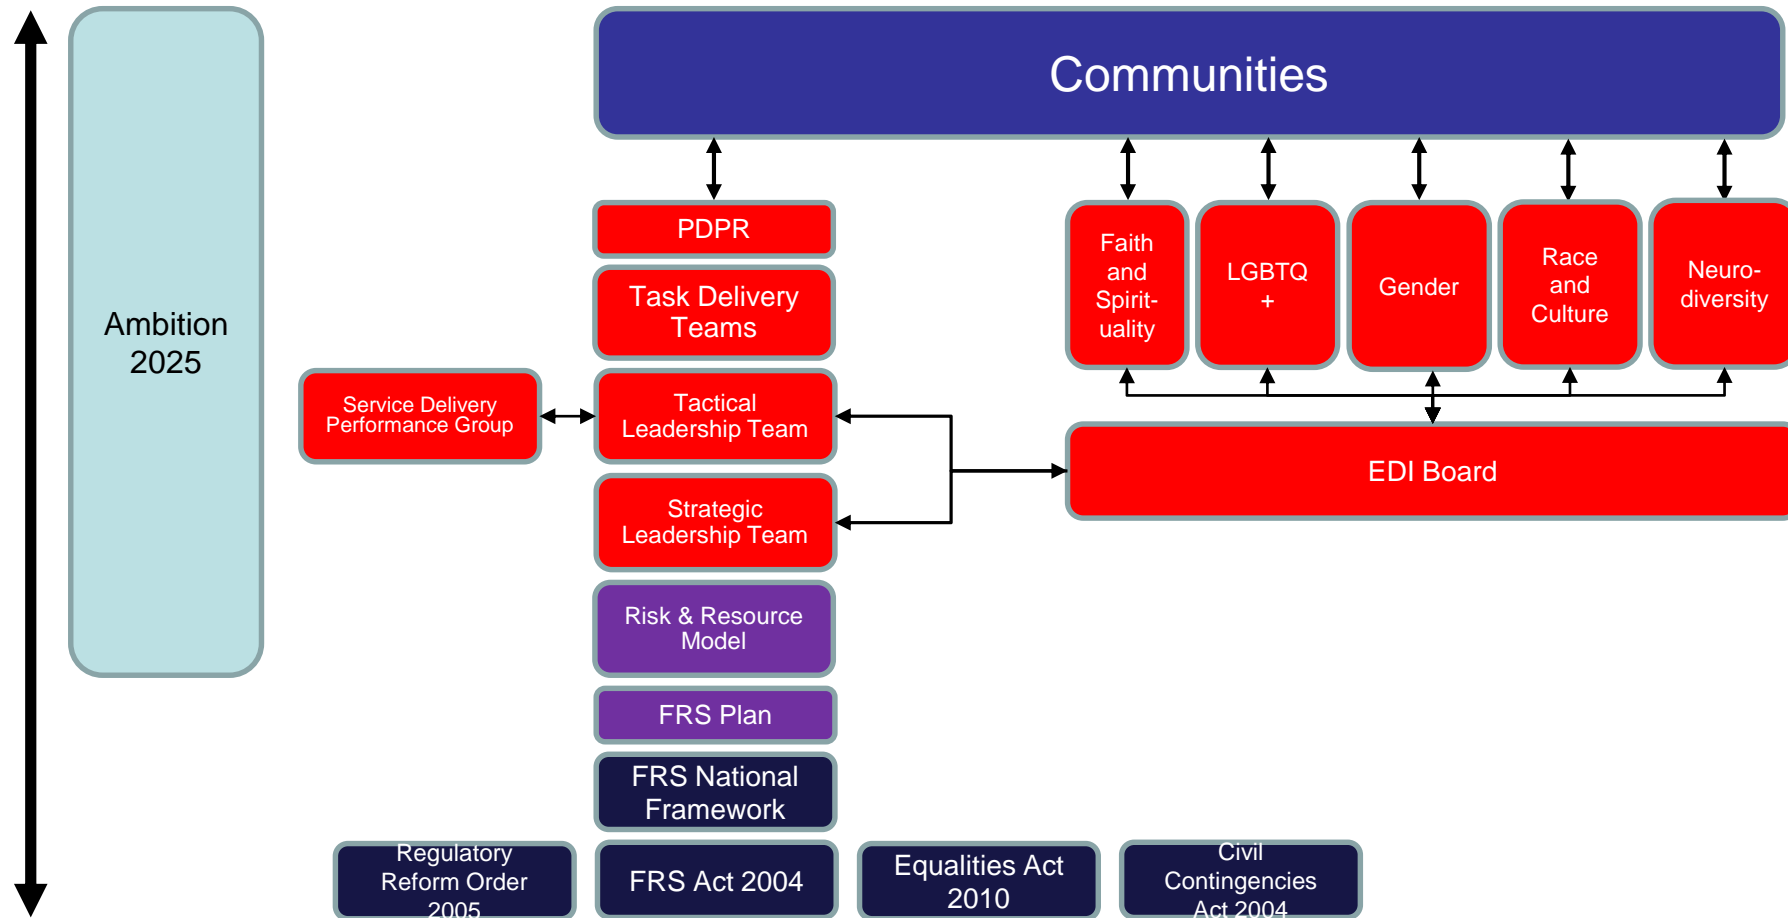 Communities
Ambition
2025
PDPR
Task Delivery
Teams
Service Delivery
Performance Group
Tactical
Leadership Team
Strategic
Leadership Team
Risk & Resource
Model
FRS Plan
FRS National
Framework
Faith
and
Spirit-
uality
LGBTQ
+
Gender
Race
and
Culture
Neuro-
diversity
EDI Board
Regulatory
Reform Order
2005
FRS Act 2004
Equalities Act
2010
Civil
Contingencies
Act 2004